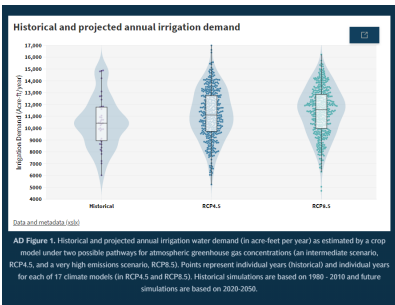 Historical and projected annual irrigation demand
17,000
16,000
15,000
14,000
13,000
12,000
11,000
10,000
9000
8000
7000
6000
5000
4000
Irrigation Demand (Acre-ft/year)
Historical
RCP4.5
RCP8.5
Data and metadata (xslx)
AD Figure 1. Historical and projected annual irrigation water demand (in acre-feet per year) as estimated by a crop
model under two possible pathways for atmospheric greenhouse gas concentrations (an intermediate scenario,
RCP4.5, and a very high emissions scenario, RCP8.5). Points represent individual years (historical) and individual years
for each of 17 climate models (in RCP4.5 and RCP8.5). Historical simulations are based on 1980 - 2010 and future
simulations are based on 2020-2050.